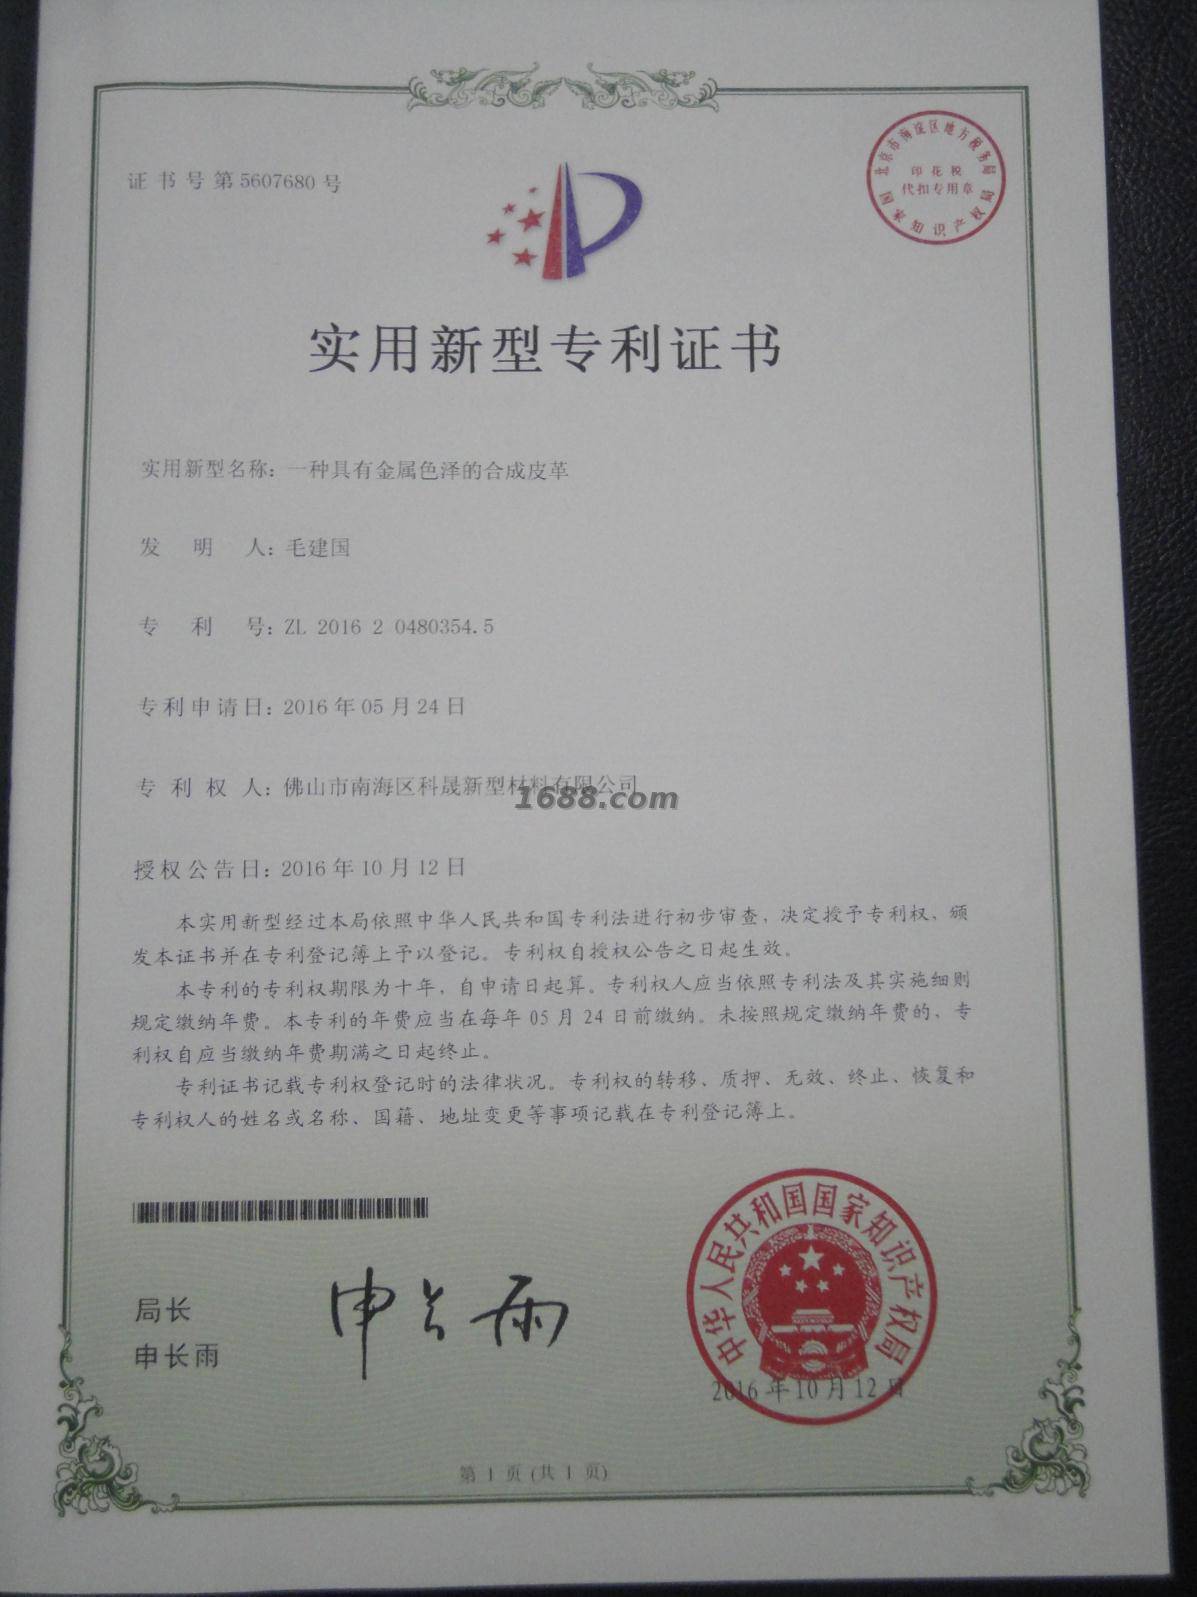 证书号第5607680号
北京市海淀区地方税务局
印花税
代扣专用章
国家知识产权局
实用新型专利证书
实用新型名称：一种具有金属色泽的合成皮革
发明人：毛建国
专利号：ZL 2016 2 0480354.5
专利申请日：2016年05月24日
专利权人：佛山市南海区科晟新型材料有限公司
1688.com
授权公告日：2016年10月12日
本实用新型经过本局依照中华人民共和国专利法进行初步审查，决定授予专利权，颁
发本证书并在专利登记簿上予以登记。专利权自授权公告之日起生效。
本专利的专利权期限为十年，自申请日起算。专利权人应当依照专利法及其实施细则
规定缴纳年费。本专利的年费应当在每年05月24日前缴纳。未按照规定缴纳年费的，专
利权自应当缴纳年费期满之日起终止。
专利证书记载专利权登记时的法律状况。专利权的转移、质押、无效、终止、恢复和
专利权人的姓名或名称、国籍、地址变更等事项记载在专利登记簿上。
局长
申长雨
申长雨
中华人民共和国国家知识产权局
2016年10月12日
第1页(共1页)